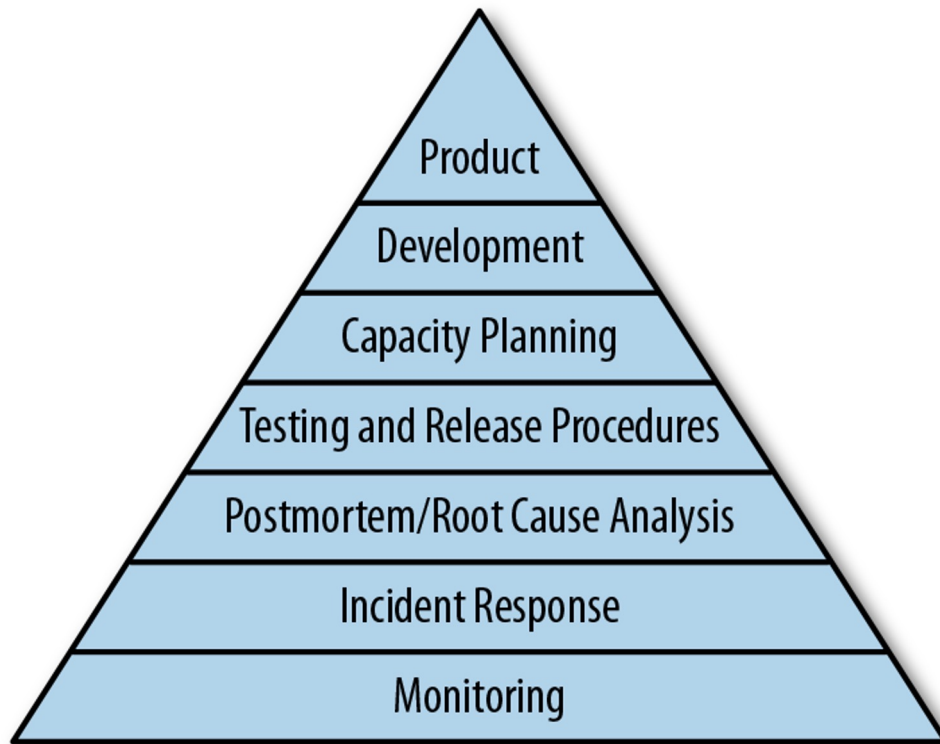 Product
Development
Capacity Planning
Testing and Release Procedures
Postmortem/Root Cause Analysis
Incident Response
Monitoring